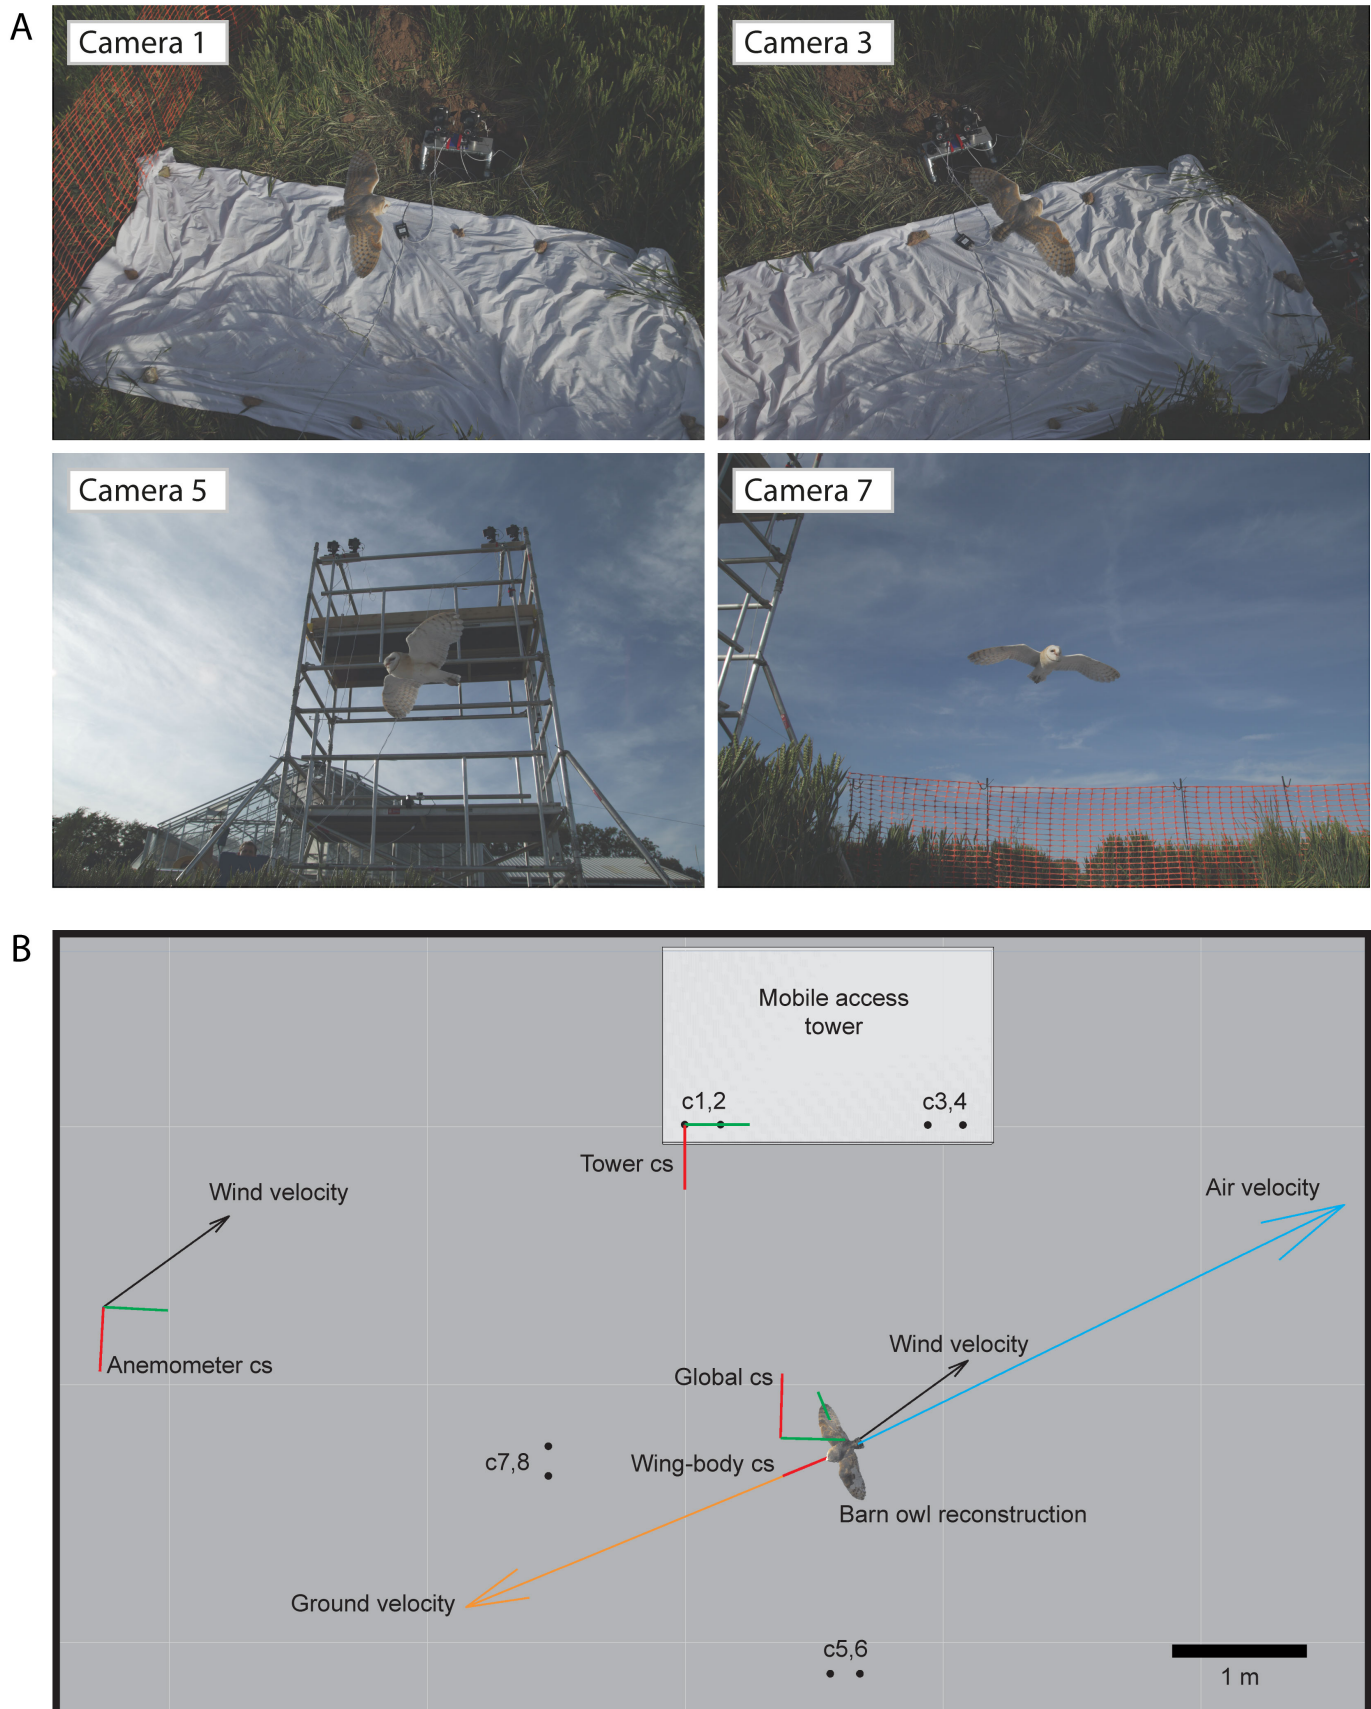 A
Camera 1
Camera 3
Camera 5
Camera 7
B
Mobile access
tower
c1,2
c3,4
Tower cs
Wind velocity
Air velocity
Anemometer cs
Wind velocity
Global cs
c7,8
Wing-body cs
Barn owl reconstruction
Ground velocity
c5,6
1 m